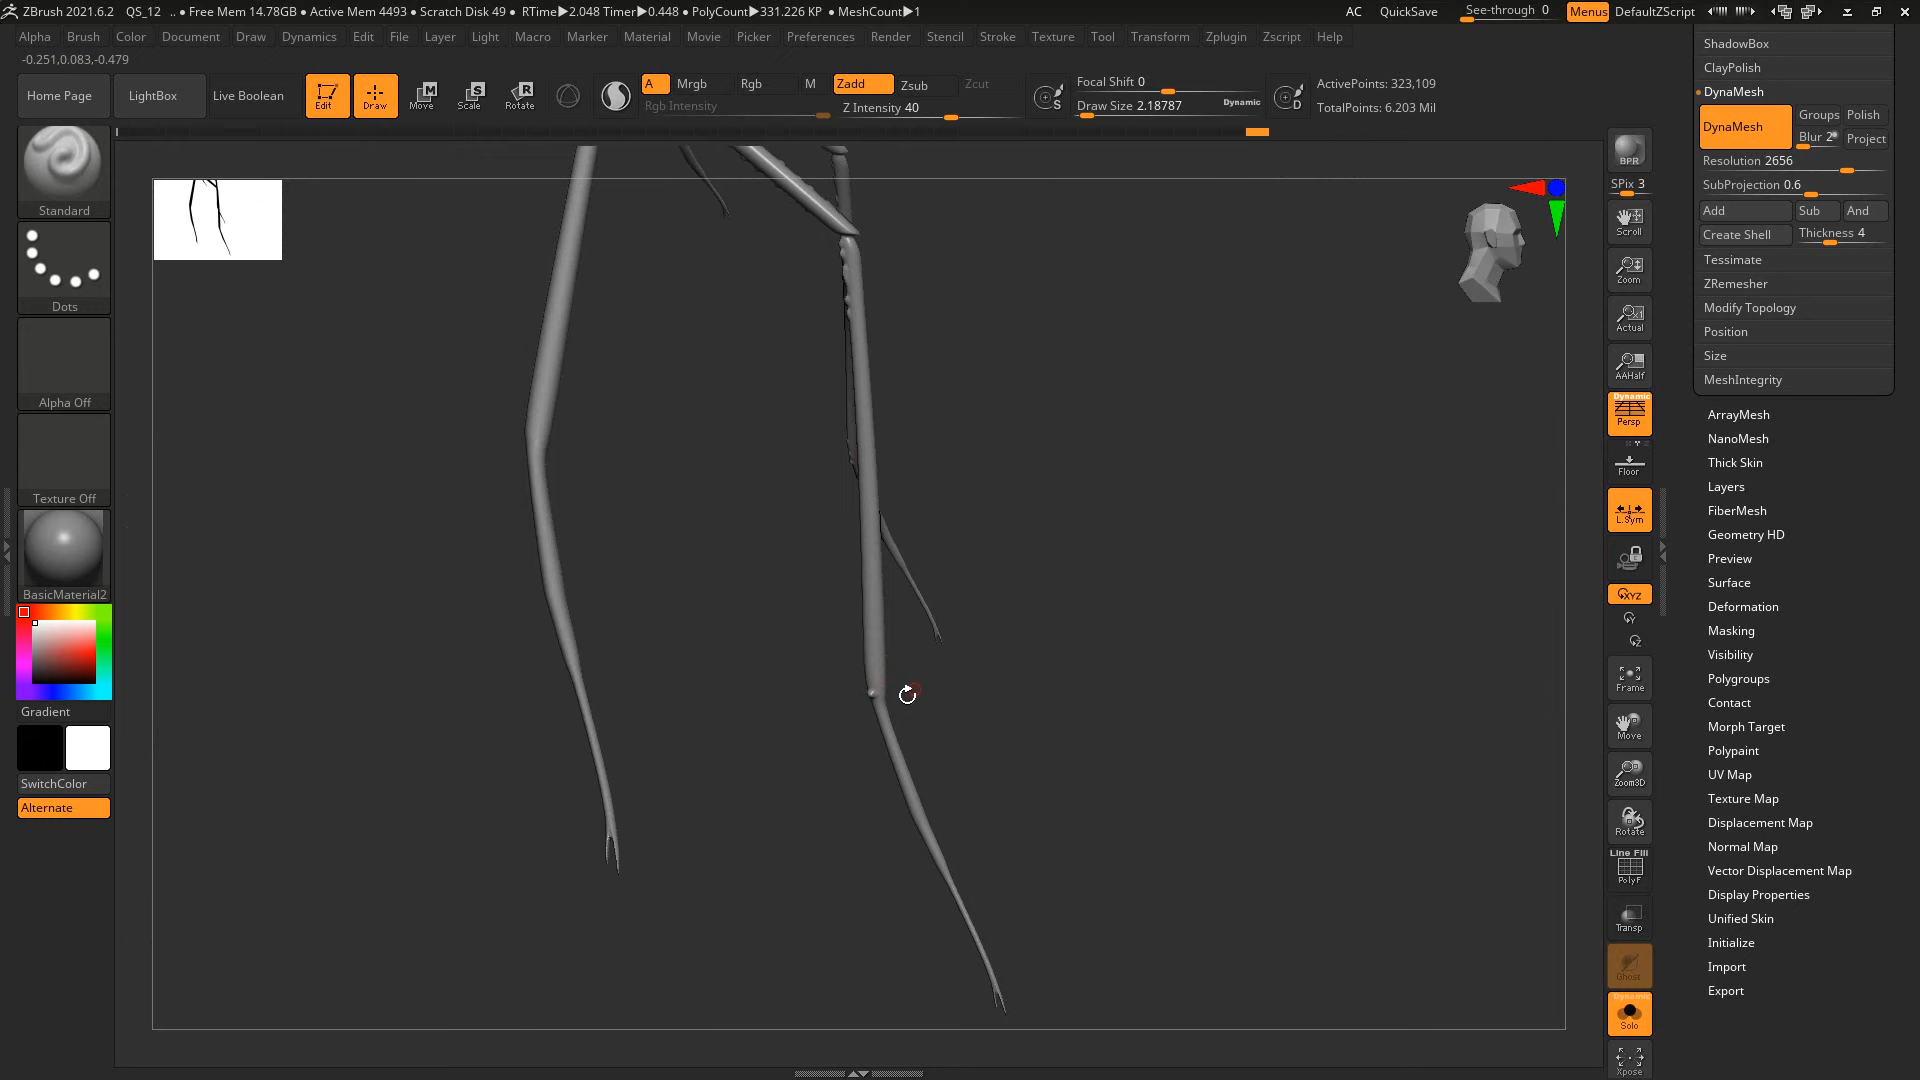 ZBrush 2021.6.2 QS_12 .. ● Free Mem 14.78GB ● Active Mem 4493 ● Scratch Disk 49 ● RTime▶2.048 Timer▶0.448 ● PolyCount▶331.226 KP ● MeshCount▶1 AC QuickSave See-through 0 Menus DefaultZScript
Alpha Brush Color Document Draw Dynamics Edit File Layer Light Macro Marker Material Movie Picker Preferences Render Stencil Stroke Texture Tool Transform Zplugin Zscript Help
-0.251,0.083,-0.479
Home Page LightBox Live Boolean
Edit Draw Move Scale Rotate
A Mrgb Rgb M Zadd Zsub Zcut
Rgb Intensity Z Intensity 40
S Focal Shift 0
Draw Size 2.18787 Dynamic D
ActivePoints: 323,109
TotalPoints: 6.203 Mil
Standard
Dots
Alpha Off
Texture Off
BasicMaterial2
Gradient
SwitchColor
Alternate
BPR
SPix 3
Scroll
Zoom
Actual
AAHalf
Dynamic
Persp
Floor
L.Sym
XYZ
Y
Z
Frame
Move
Zoom3D
Rotate
Line Fill
PolyF
Transp
Ghost
Dynamic
Solo
Xpose
ShadowBox
ClayPolish
DynaMesh
DynaMesh Groups Polish
Blur 2 Project
Resolution 2656
SubProjection 0.6
Add Sub And
Create Shell Thickness 4
Tessimate
ZRemesher
Modify Topology
Position
Size
MeshIntegrity
ArrayMesh
NanoMesh
Thick Skin
Layers
FiberMesh
Geometry HD
Preview
Surface
Deformation
Masking
Visibility
Polygroups
Contact
Morph Target
Polypaint
UV Map
Texture Map
Displacement Map
Normal Map
Vector Displacement Map
Display Properties
Unified Skin
Initialize
Import
Export